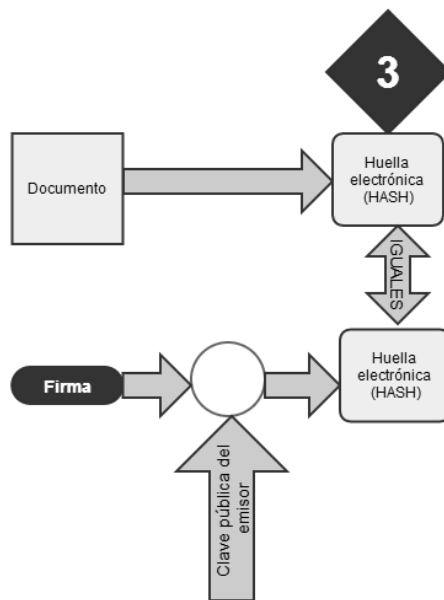 3
Documento
Huella
electrónica
(HASH)
IGUALES
Firma
Huella
electrónica
(HASH)
Clave pública del
emisor